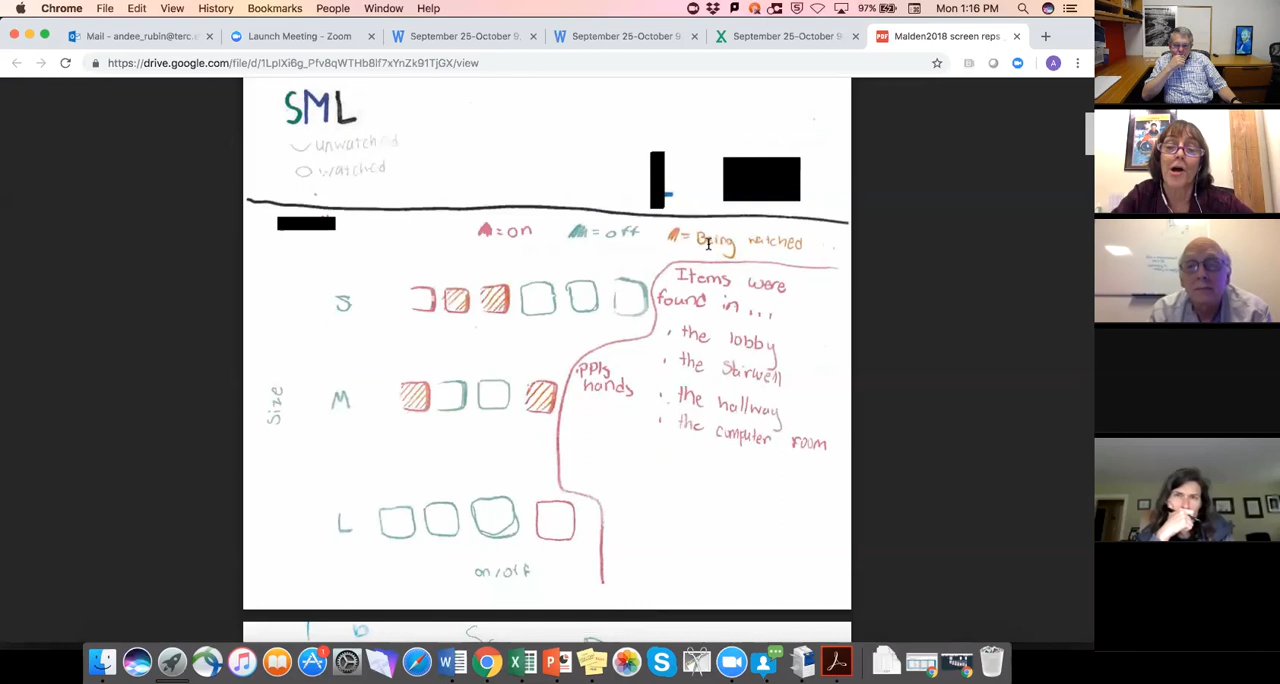 Chrome File Edit View History Bookmarks People Window Help 97% Mon 1:16 PM
Mail - andee_rubin@terc.e Launch Meeting - Zoom September 25-October 9. September 25-October 9. September 25-October 9. Malden2018 screen reps
https://drive.google.com/file/d/1LpIXi6g_Pfv8qWTHbBlf7xYnZk91TjGX/view
SML
unwatched
watched
= on = off = Being watched
Items were
found in ...
. the lobby
. the stairwell
. the hallway
. the computer room
ppls
hands
S
M
L
Size
on/off